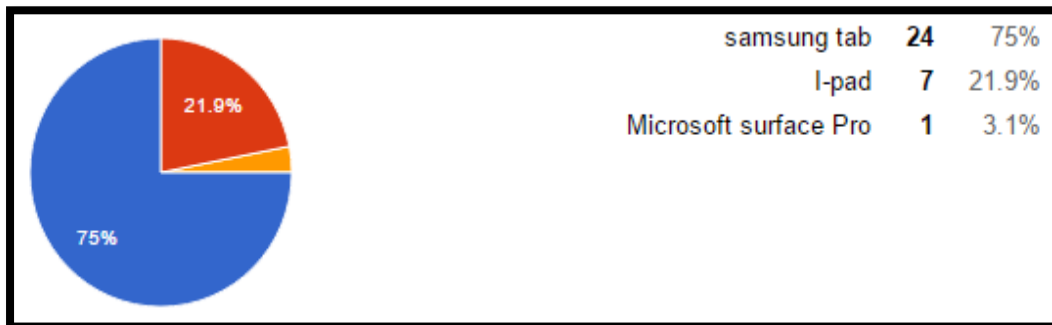 21.9%
75%
samsung tab 24 75%
I-pad 7 21.9%
Microsoft surface Pro 1 3.1%